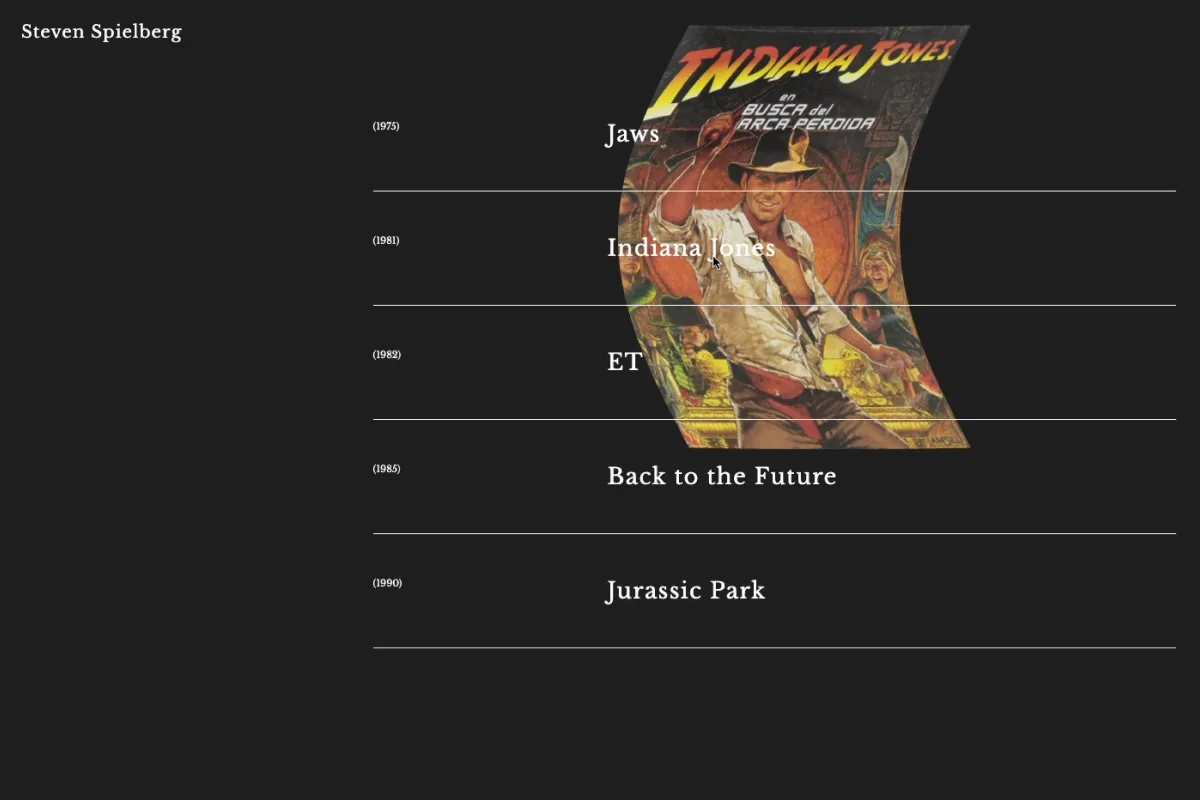 Steven Spielberg
INDIANA JONES
en
BUSCA del
ARCA PERDIDA
(1975)
Jaws
(1981)
Indiana Jones
(1982)
ET
(1985)
Back to the Future
(1990)
Jurassic Park